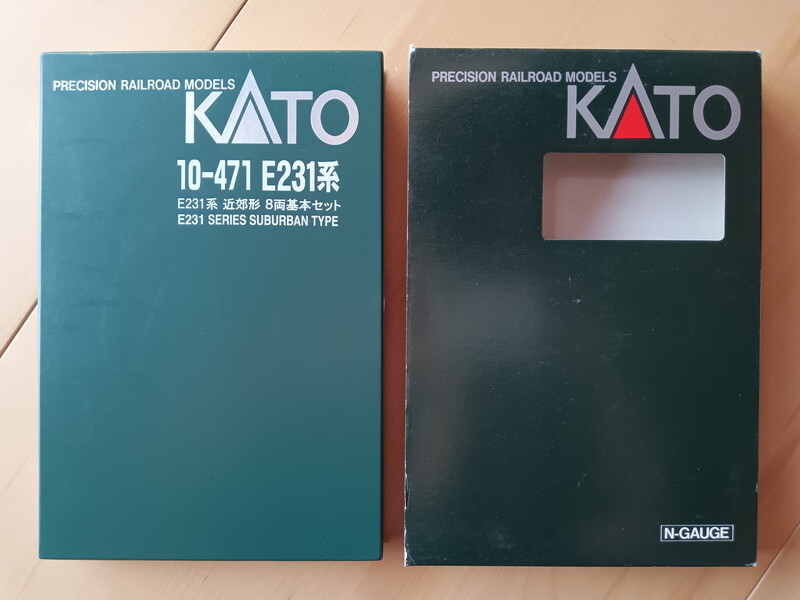 PRECISION RAILROAD MODELS
KATO
10-471 E231系
E231系 近郊形 8両基本セット
E231 SERIES SUBURBAN TYPE
PRECISION RAILROAD MODELS
KATO
N-GAUGE